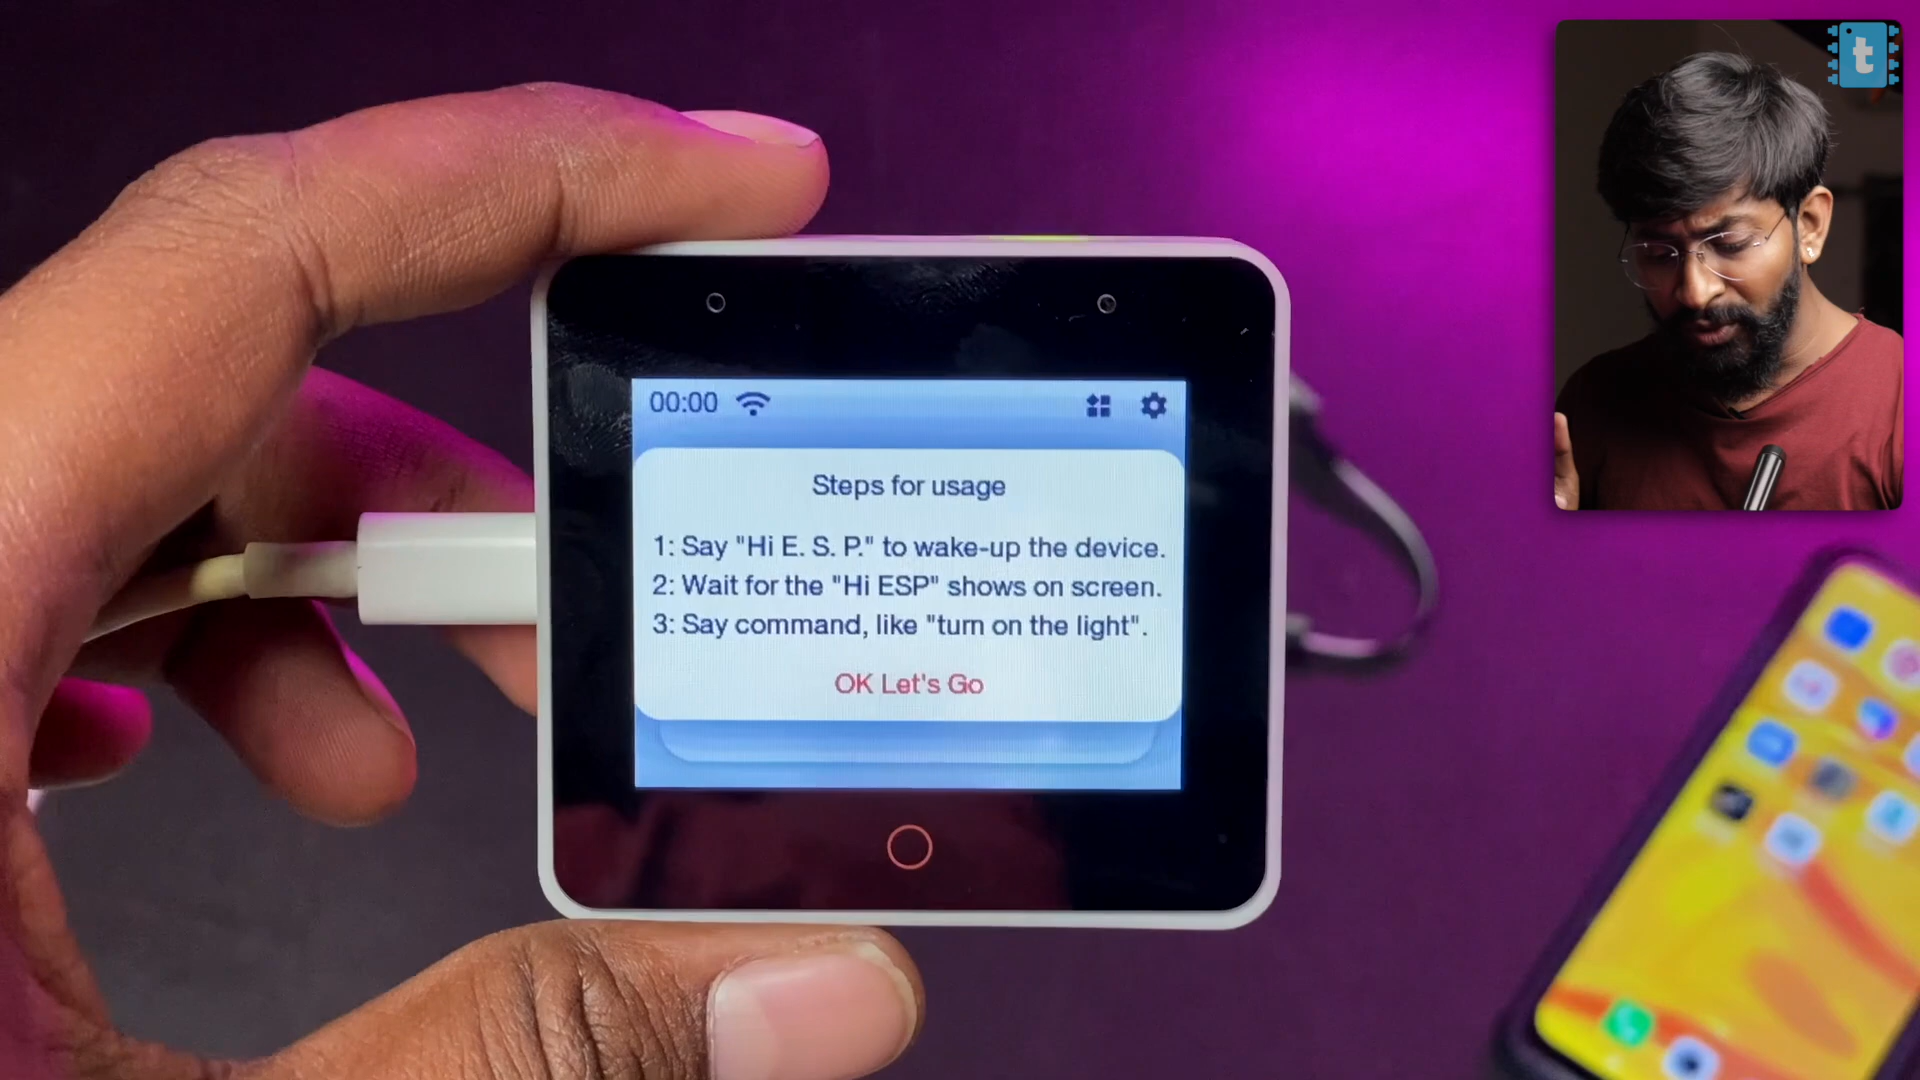 t
00:00
Steps for usage
1: Say "Hi E. S. P." to wake-up the device.
2: Wait for the "Hi ESP" shows on screen.
3: Say command, like "turn on the light".
OK Let's Go